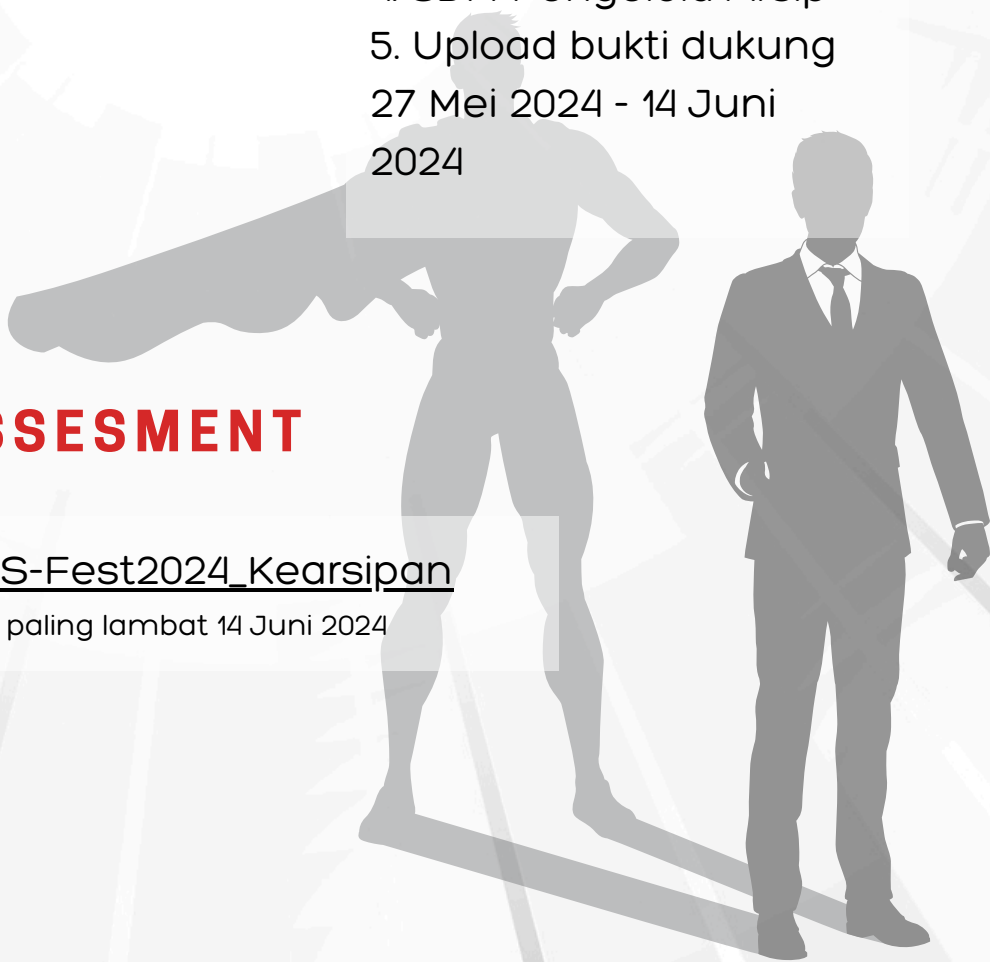 5. Upload bukti dukung
27 Mei 2024 - 14 Juni
2024
SSESMENT
S-Fest2024_Kearsipan
paling lambat 14 Juni 2024